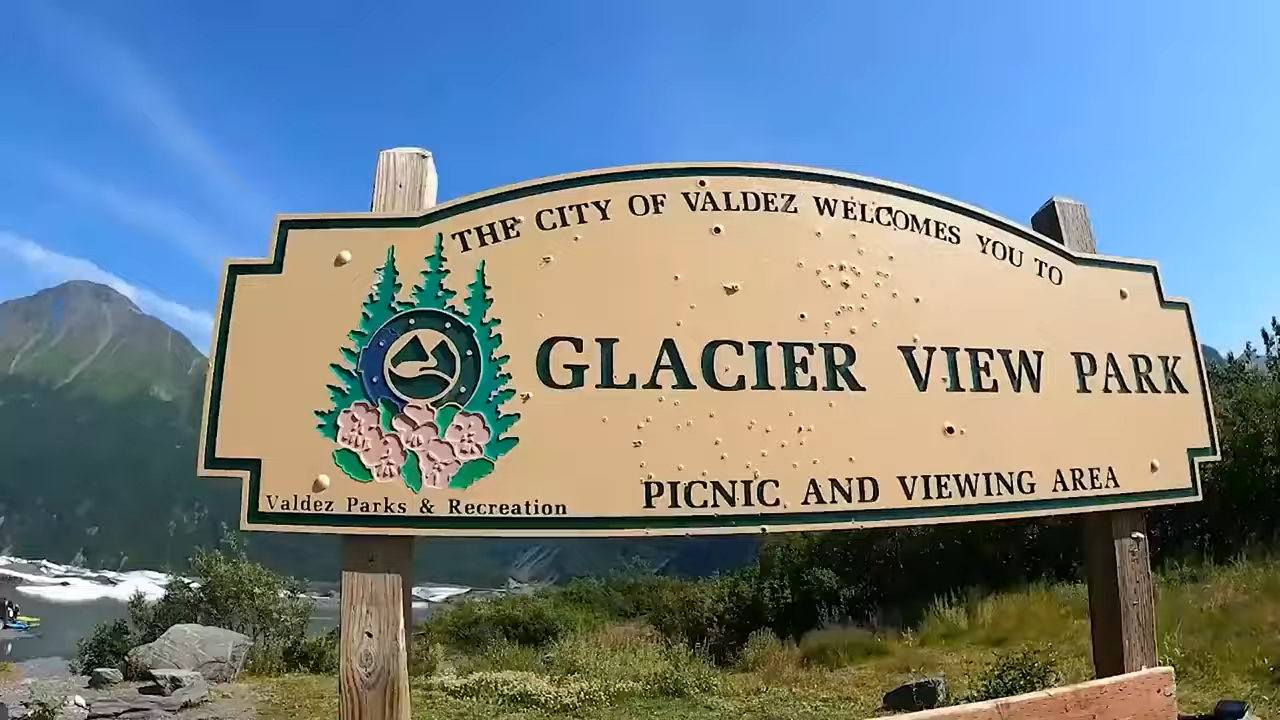 THE CITY OF VALDEZ WELCOMES YOU TO
GLACIER VIEW PARK
PICNIC AND VIEWING AREA
Valdez Parks & Recreation